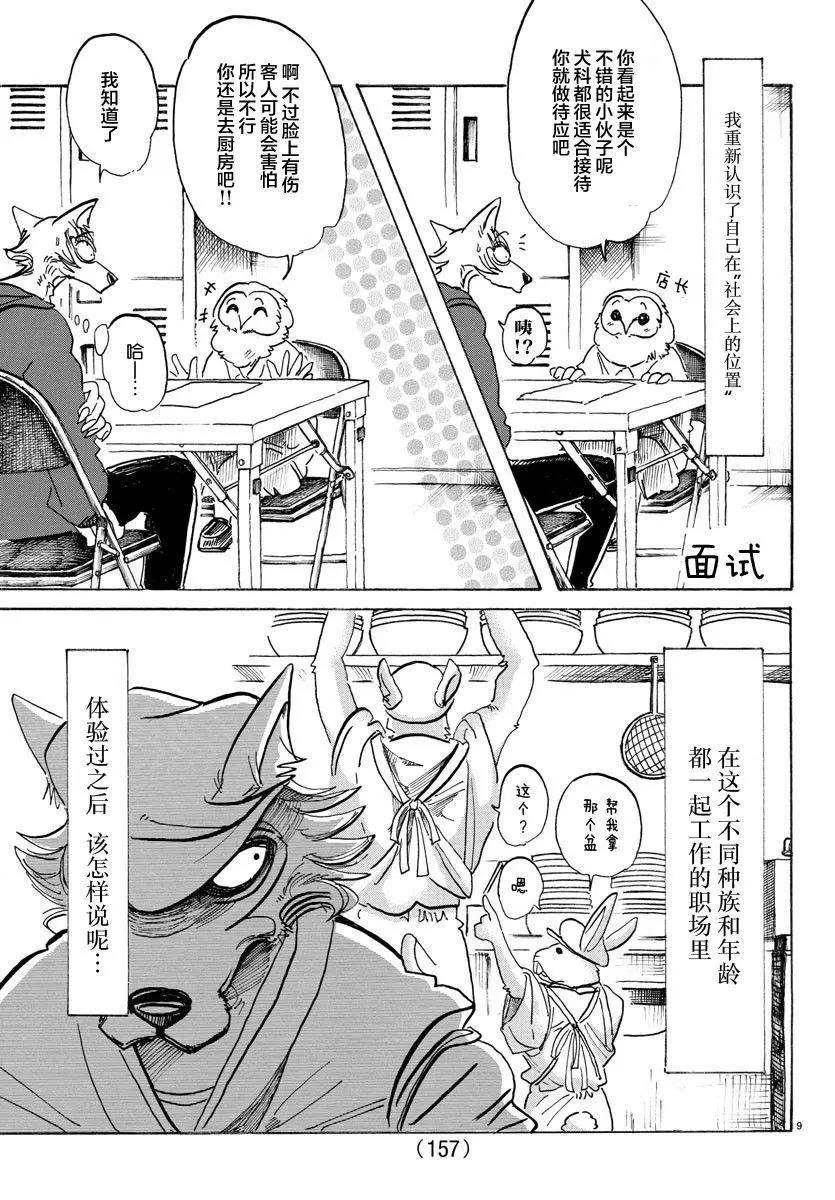 我重新认识了自己在"社会上的位置"
你看起来是个
不错的小伙子呢
犬科都很适合接待
你就做待应吧
店长
咦
!?
面试
啊 不过脸上有伤
客人可能会害怕
所以不行
你还是去厨房吧!!
我知道了
哈—…
在这个不同种族和年龄
都一起工作的职场里
帮我拿
那个盆
这个?
嗯
体验过之后 该怎样说呢…
9
(157)